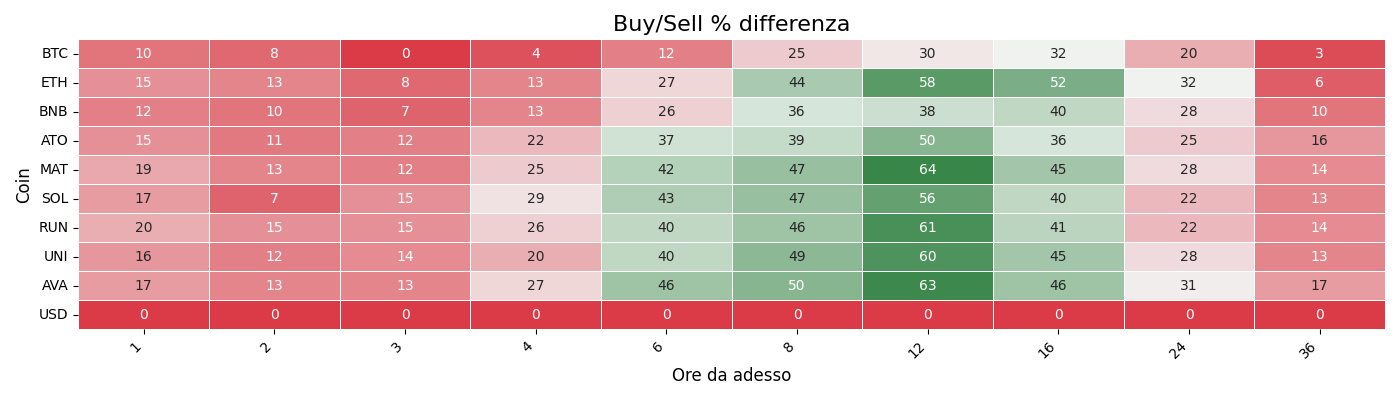 Buy/Sell % differenza
Coin
BTC 10 8 0 4 12 25 30 32 20 3
ETH 15 13 8 13 27 44 58 52 32 6
BNB 12 10 7 13 26 36 38 40 28 10
ATO 15 11 12 22 37 39 50 36 25 16
MAT 19 13 12 25 42 47 64 45 28 14
SOL 17 7 15 29 43 47 56 40 22 13
RUN 20 15 15 26 40 46 61 41 22 14
UNI 16 12 14 20 40 49 60 45 28 13
AVA 17 13 13 27 46 50 63 46 31 17
USD 0 0 0 0 0 0 0 0 0 0
1 2 3 4 6 8 12 16 24 36
Ore da adesso